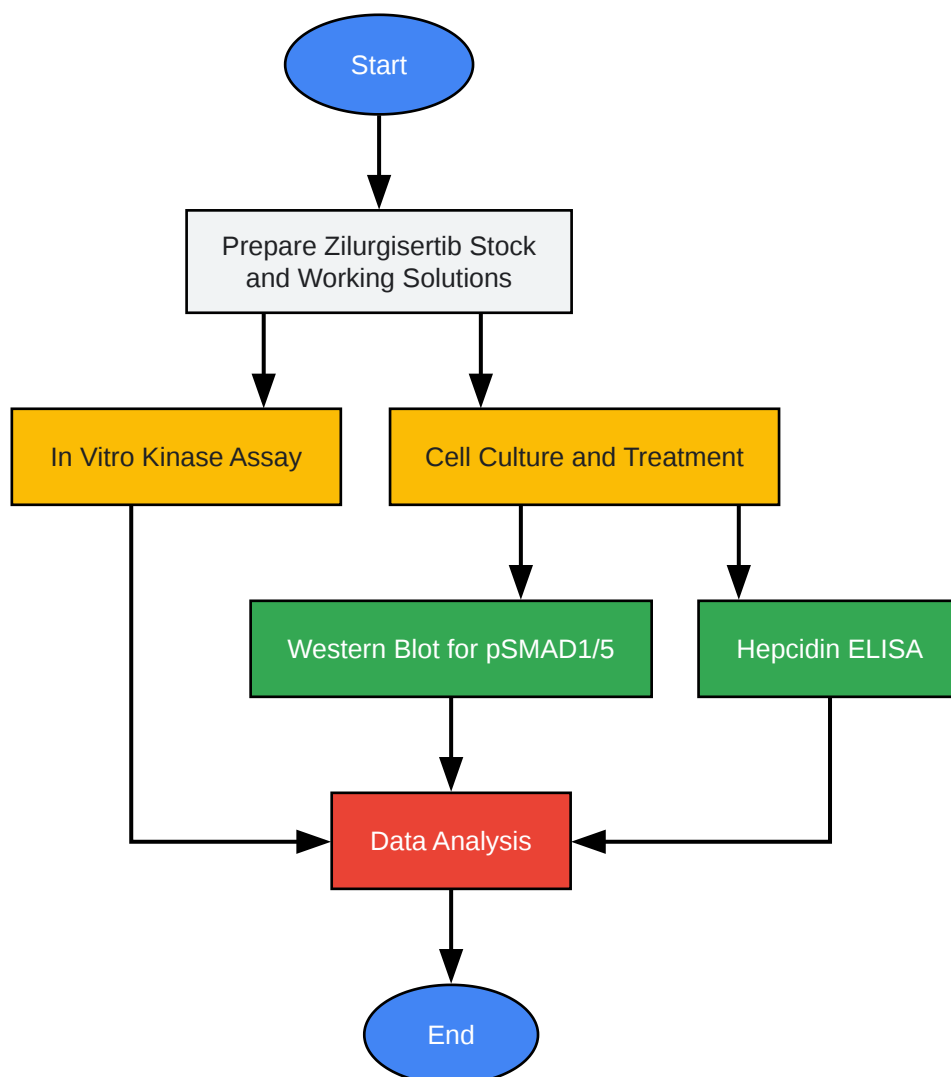 Start
Prepare Zilurgisertib Stock
and Working Solutions
In Vitro Kinase Assay
Cell Culture and Treatment
Western Blot for pSMAD1/5
Hepcidin ELISA
Data Analysis
End